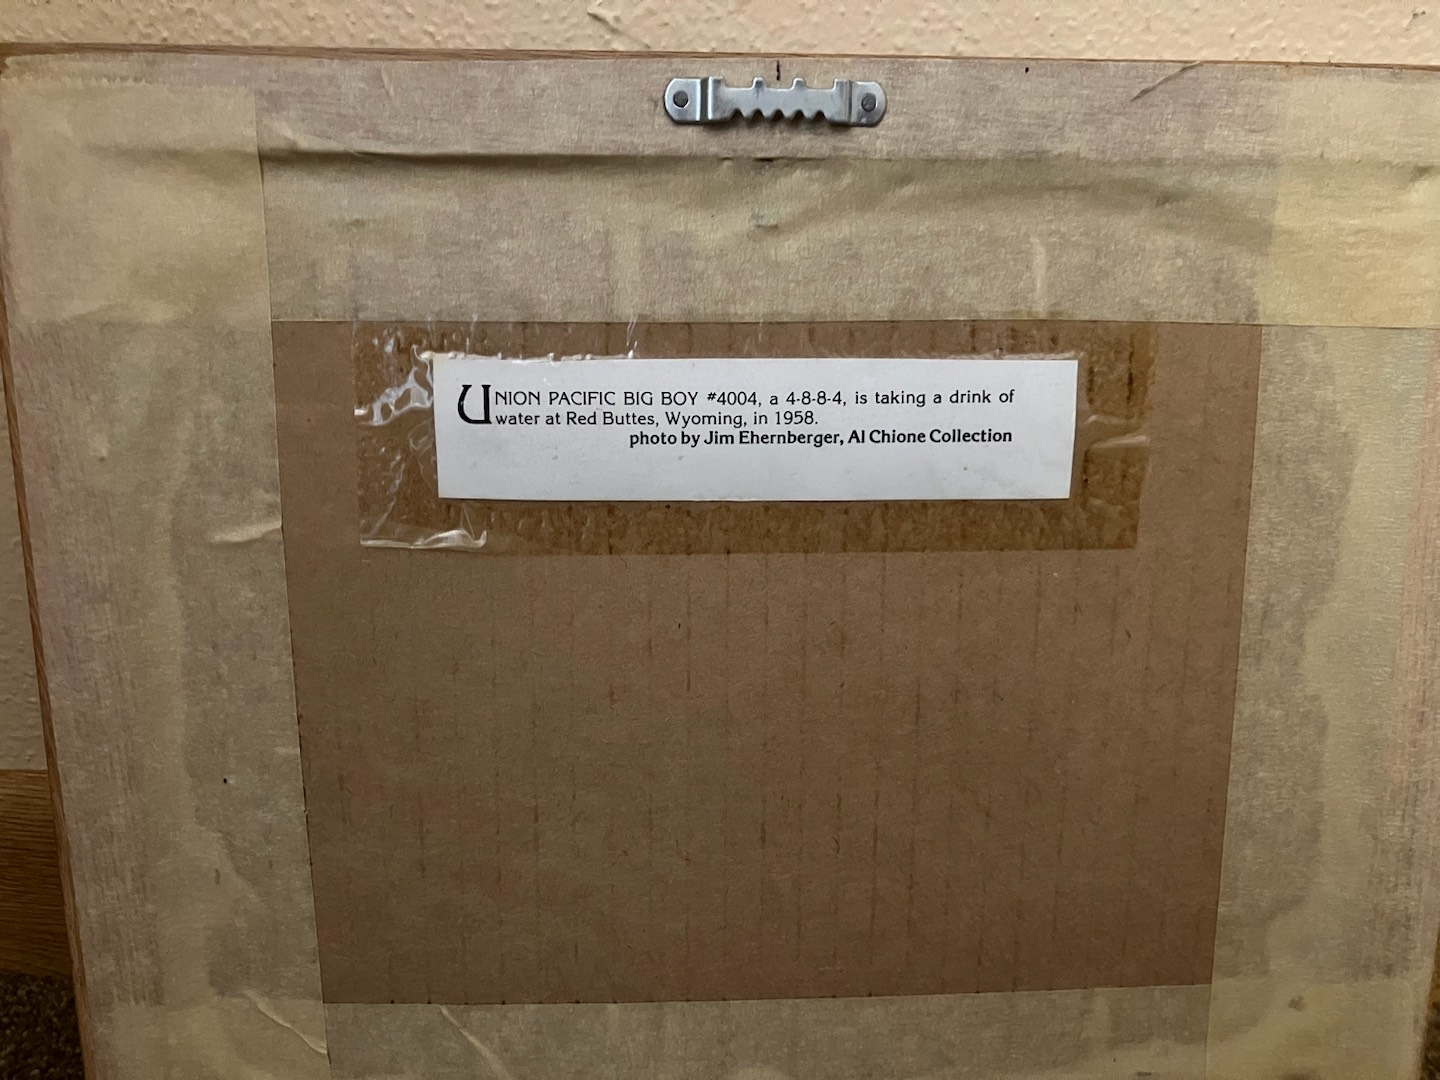 UNION PACIFIC BIG BOY #4004, a 4-8-8-4, is taking a drink of
water at Red Buttes, Wyoming, in 1958.
photo by Jim Ehernberger, Al Chione Collection